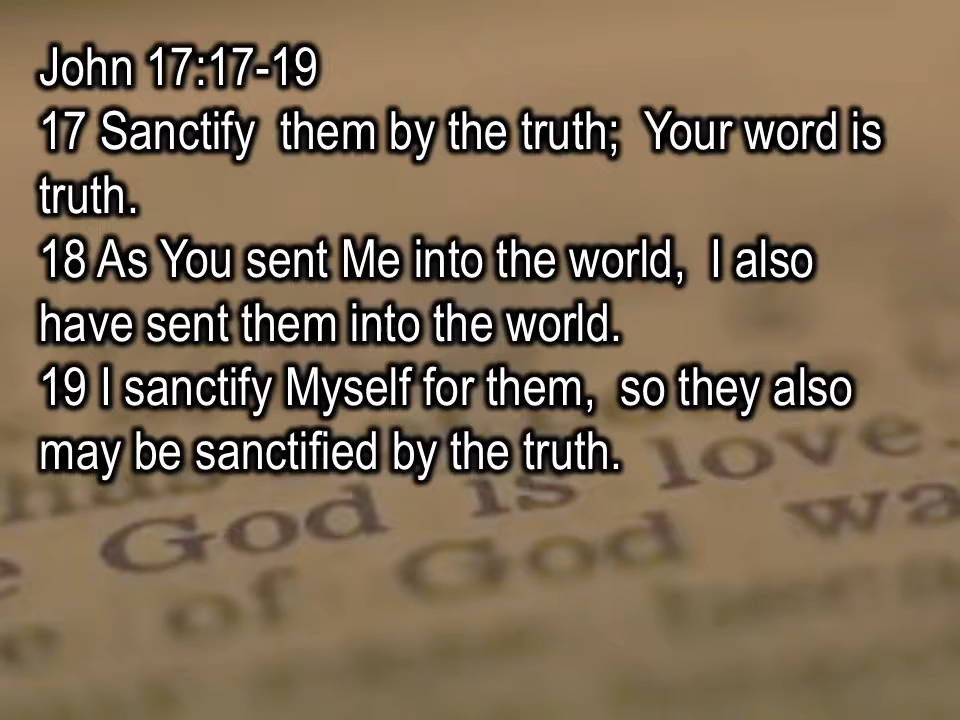 John 17:17-19
17 Sanctify them by the truth; Your word is
truth.
18 As You sent Me into the world, I also
have sent them into the world.
19 I sanctify Myself for them, so they also
may be sanctified by the truth.
God is love.
of God wa